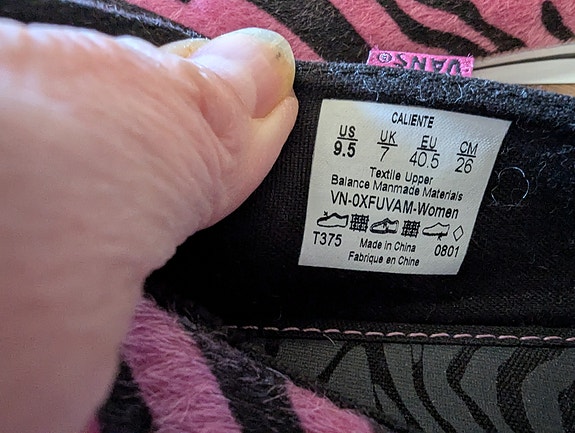 VANS
CALIENTE
US UK EU CM
9.5 7 40.5 26
Textile Upper
Balance Manmade Materials
VN-0XFUVAM-Women
T375 Made in China 0801
Fabrique en Chine